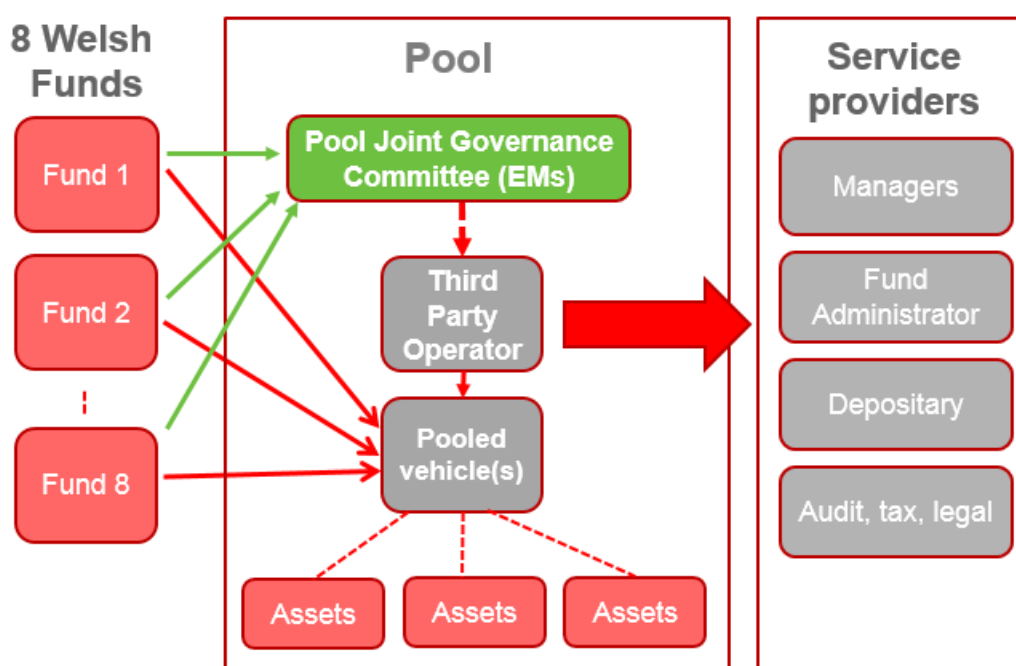 8 Welsh
Funds
Fund 1
Fund 2
Fund 8
Pool
Pool Joint Governance
Committee (EMs)
Third
Party
Operator
Pooled
vehicle(s)
Assets
Assets
Assets
Service
providers
Managers
Fund
Administrator
Depositary
Audit, tax, legal